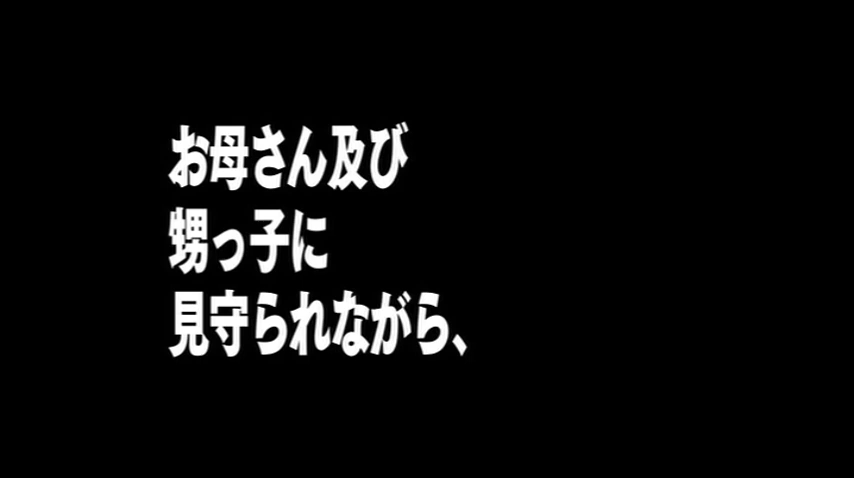 お母さん及び
甥っ子に
見守られながら、